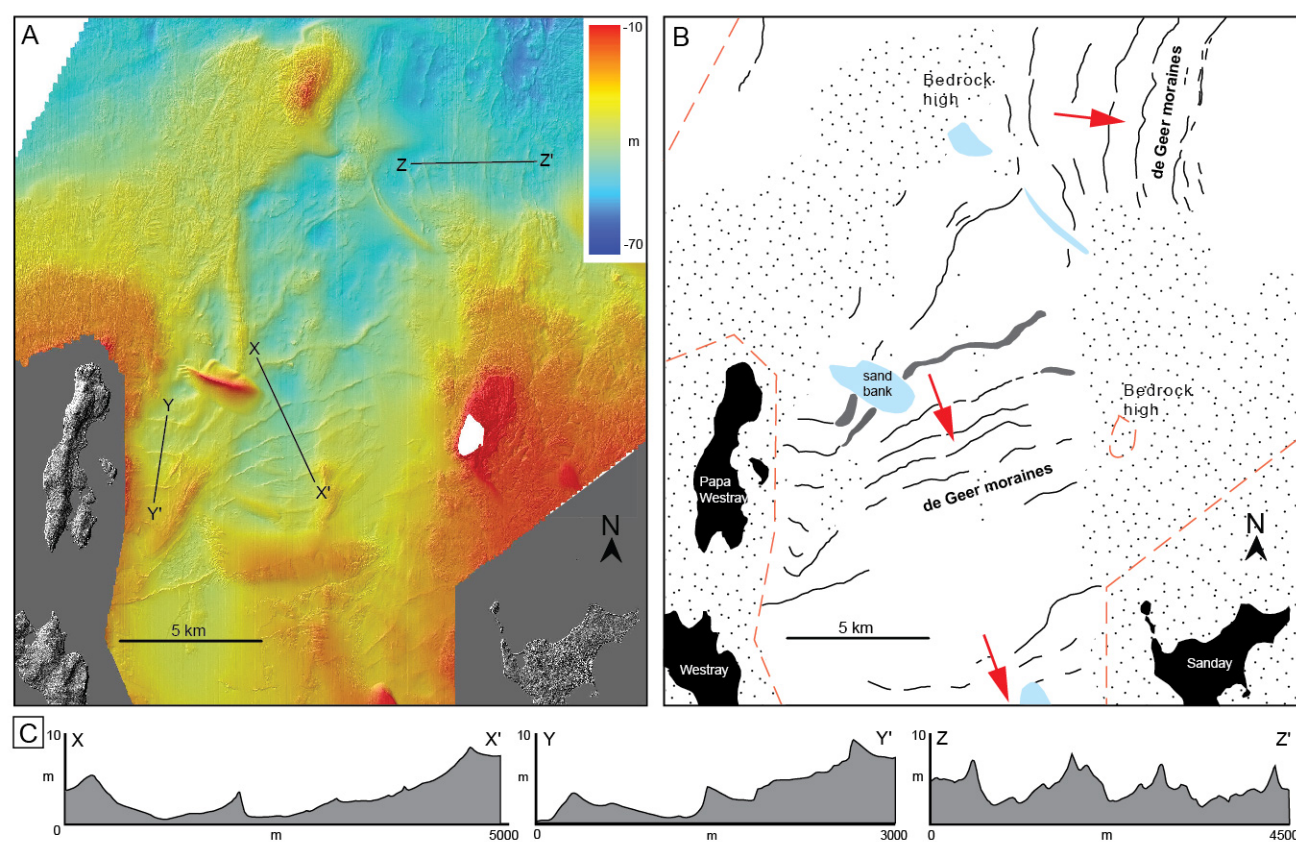 A
-10
m
-70
Z Z'
X
Y
X'
Y'
N
5 km
B
Bedrock
high
de Geer moraines
sand
bank
Bedrock
high
Papa
Westray
de Geer moraines
N
5 km
Westray
Sanday
C
10
X X'
m
0
m
5000
10
Y Y'
m
0
m
3000
10
Z Z'
m
0
m
4500